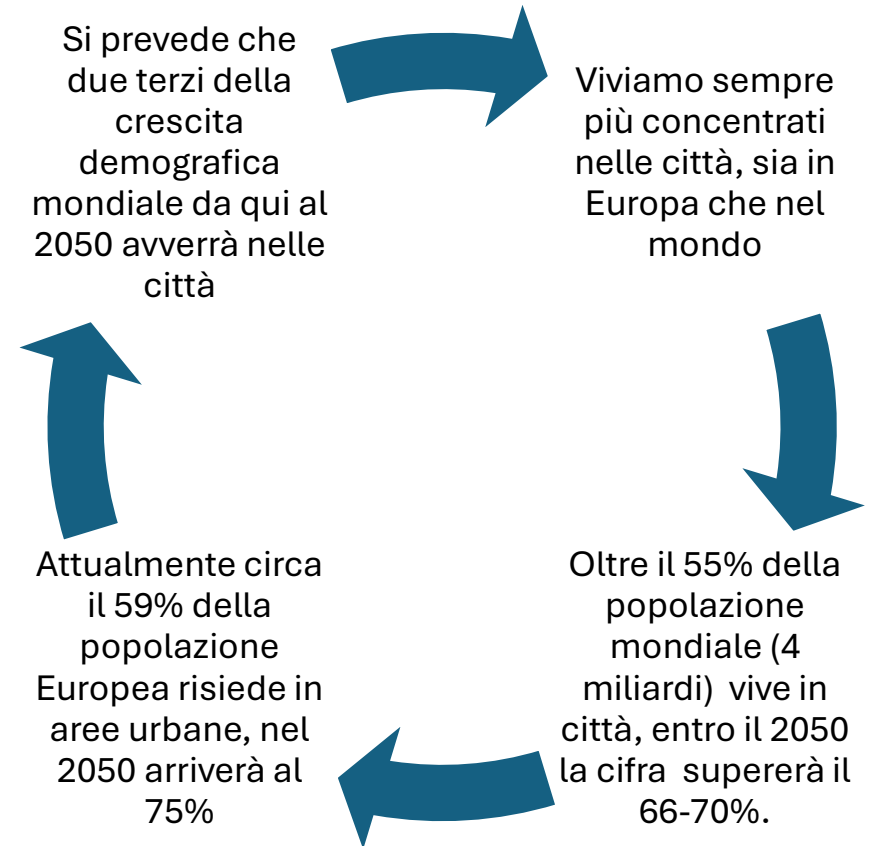 Si prevede che
due terzi della
crescita
demografica
mondiale da qui al
2050 avverrà nelle
città
Viviamo sempre
più concentrati
nelle città, sia in
Europa che nel
mondo
Oltre il 55% della
popolazione
mondiale (4
miliardi)  vive in
città, entro il 2050
la cifra  supererà il
66-70%.
Attualmente circa
il 59% della
popolazione
Europea risiede in
aree urbane, nel
2050 arriverà al
75%